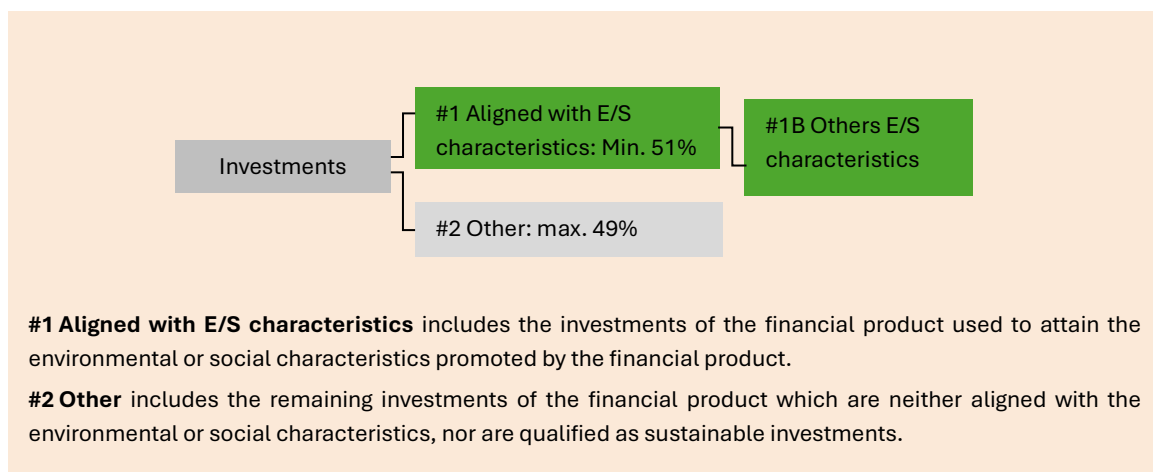 #1 Aligned with E/S
characteristics: Min. 51%
#1B Others E/S
characteristics
Investments
#2 Other: max. 49%
#1 Aligned with E/S characteristics includes the investments of the financial product used to attain the
environmental or social characteristics promoted by the financial product.
#2 Other includes the remaining investments of the financial product which are neither aligned with the
environmental or social characteristics, nor are qualified as sustainable investments.